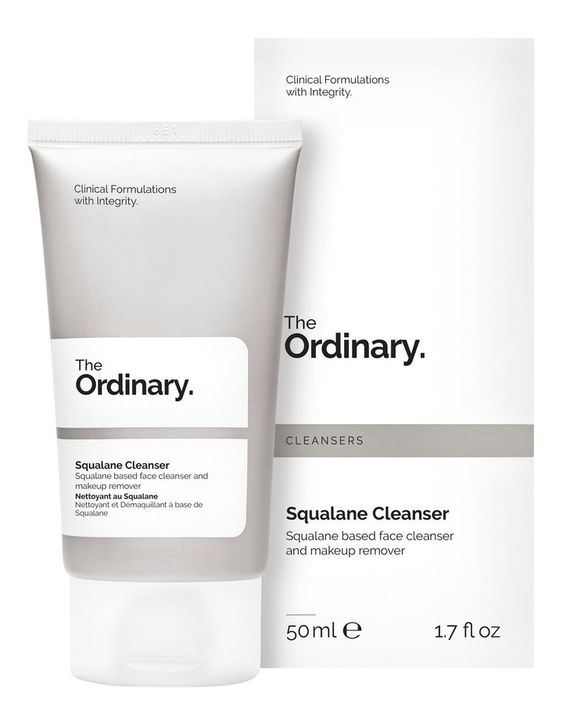 Clinical Formulations
with Integrity.
The
Ordinary.
Squalane Cleanser
Squalane based face cleanser and
makeup remover
Nettoyant au Squalane
Nettoyant et Démaquillant à base de
Squalane
Clinical Formulations
with Integrity.
The
Ordinary.
CLEANSERS
Squalane Cleanser
Squalane based face cleanser
and makeup remover
50 ml ℮ 1.7 fl oz